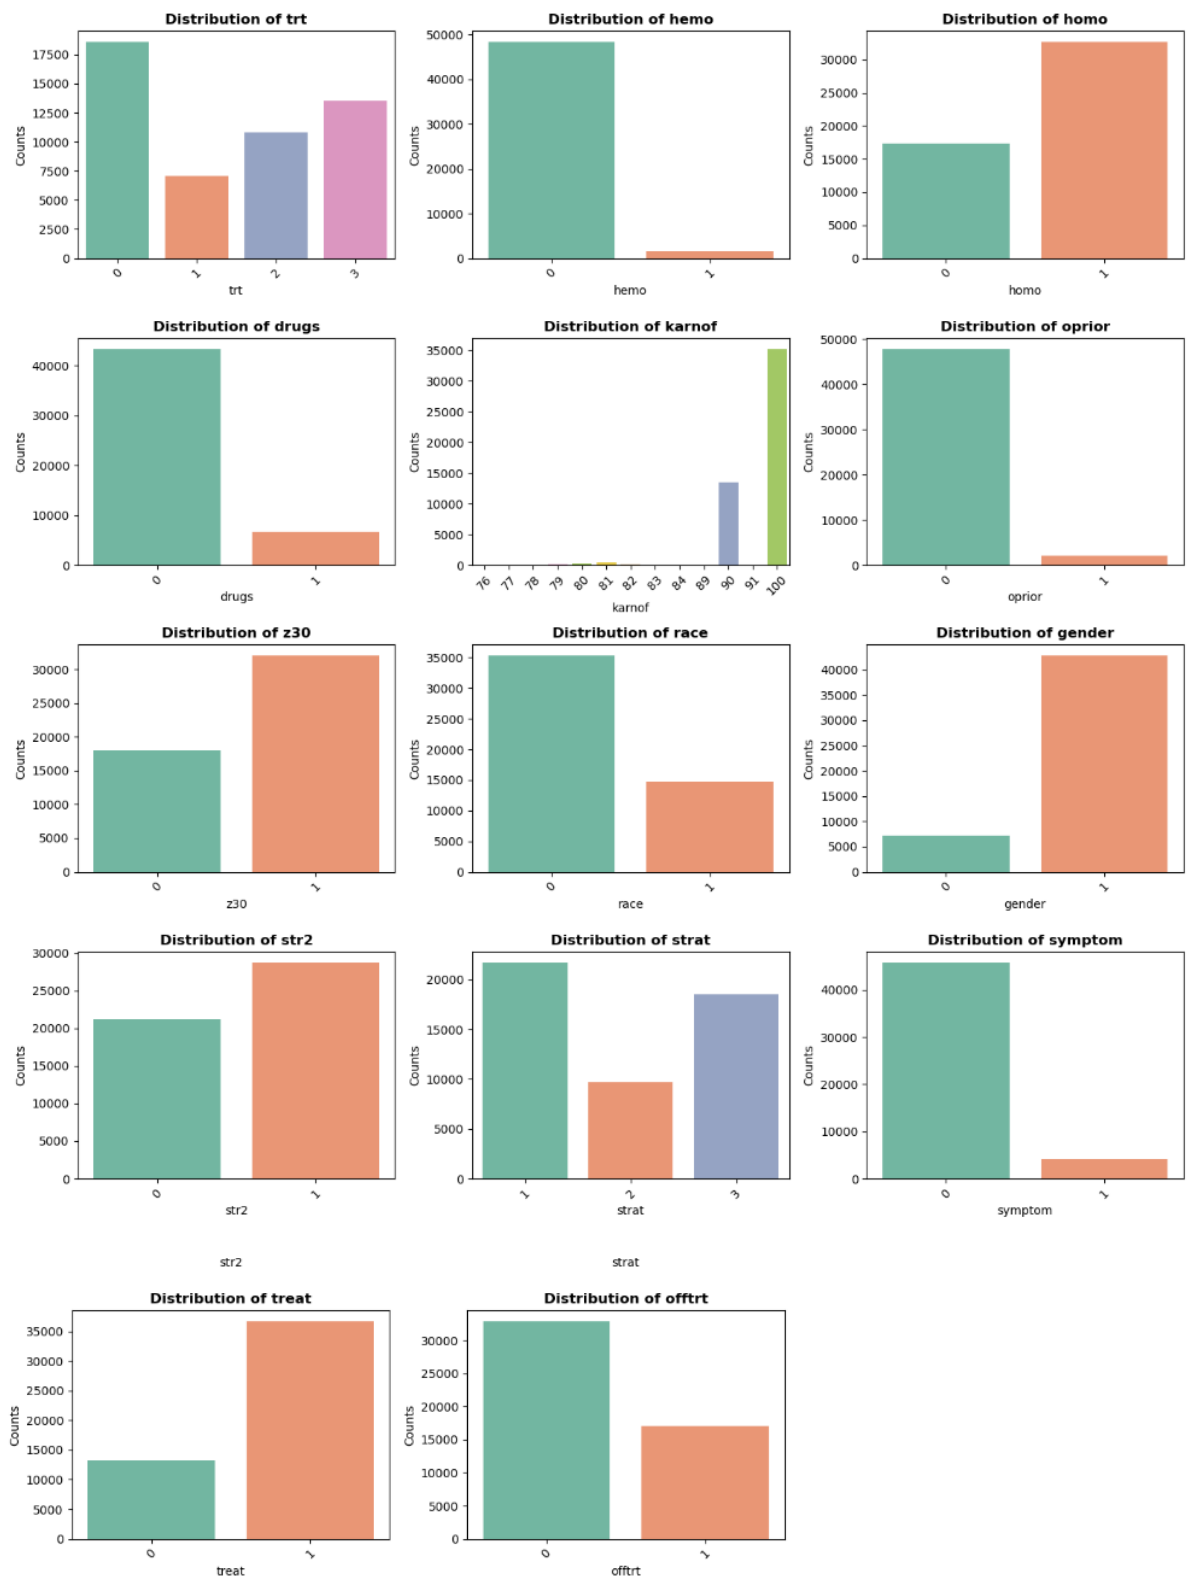 Distribution of trt
17500
15000
12500
10000
7500
5000
2500
0
Counts
0 1 2 3
trt
Distribution of hemo
50000
40000
30000
20000
10000
0
Counts
0 1
hemo
Distribution of homo
30000
25000
20000
15000
10000
5000
0
Counts
0 1
homo
Distribution of drugs
40000
30000
20000
10000
0
Counts
0 1
drugs
Distribution of karnof
35000
30000
25000
20000
15000
10000
5000
0
Counts
76 77 78 79 80 81 82 83 84 89 90 91 100
karnof
Distribution of oprior
50000
40000
30000
20000
10000
0
Counts
0 1
oprior
Distribution of z30
30000
25000
20000
15000
10000
5000
0
Counts
0 1
z30
Distribution of race
35000
30000
25000
20000
15000
10000
5000
0
Counts
0 1
race
Distribution of gender
40000
35000
30000
25000
20000
15000
10000
5000
0
Counts
0 1
gender
Distribution of str2
30000
25000
20000
15000
10000
5000
0
Counts
0 1
str2
Distribution of strat
20000
15000
10000
5000
0
Counts
1 2 3
strat
Distribution of symptom
40000
30000
20000
10000
0
Counts
0 1
symptom
str2
strat
Distribution of treat
35000
30000
25000
20000
15000
10000
5000
0
Counts
0 1
treat
Distribution of offtrt
30000
25000
20000
15000
10000
5000
0
Counts
0 1
offtrt